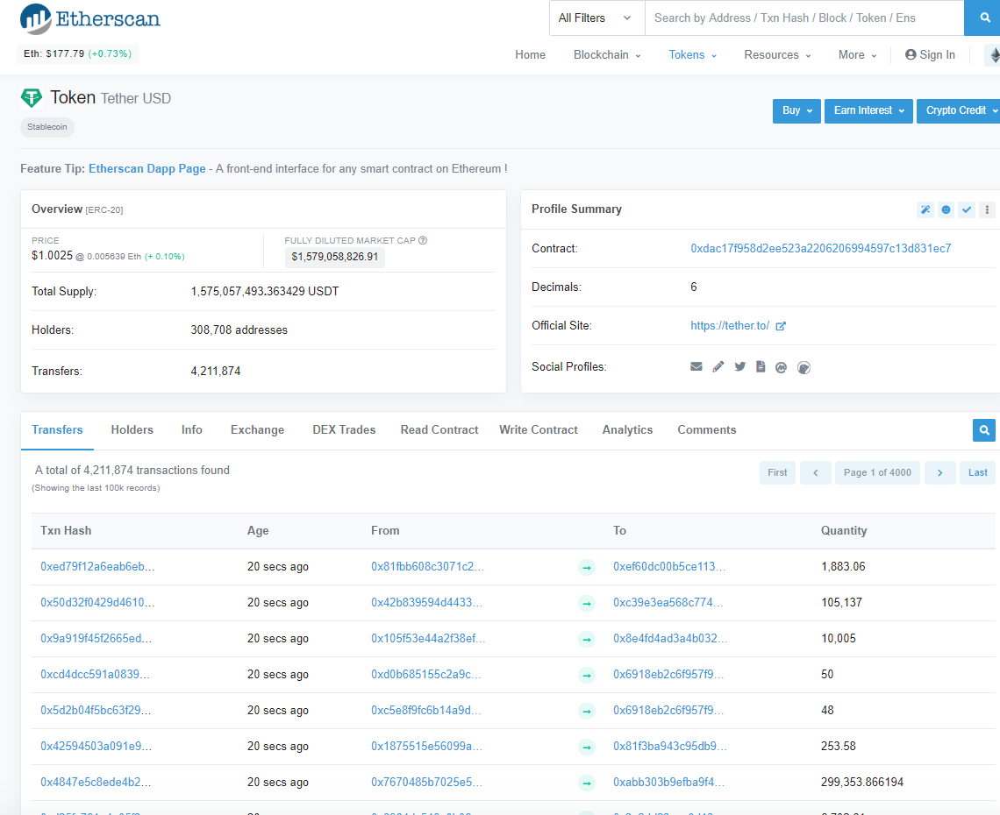 Etherscan
All Filters
Search by Address / Txn Hash / Block / Token / Ens
Eth: $177.79 (+0.73%)
Home Blockchain Tokens Resources More Sign In
Token Tether USD
Stablecoin
Buy Earn Interest Crypto Credit
Feature Tip: Etherscan Dapp Page - A front-end interface for any smart contract on Ethereum !
Overview [ERC-20]
PRICE
$1.0025 @ 0.005639 Eth (+ 0.10%)
FULLY DILUTED MARKET CAP
$1,579,058,826.91
Total Supply: 1,575,057,493.363429 USDT
Holders: 308,708 addresses
Transfers: 4,211,874
Profile Summary
Contract: 0xdac17f958d2ee523a2206206994597c13d831ec7
Decimals: 6
Official Site: https://tether.to/
Social Profiles:
Transfers Holders Info Exchange DEX Trades Read Contract Write Contract Analytics Comments
A total of 4,211,874 transactions found
(Showing the last 100k records)
First Page 1 of 4000 Last
Txn Hash Age From To Quantity
0xed79f12a6eab6eb... 20 secs ago 0x81fbb608c3071c2... 0xef60dc00b5ce113... 1,883.06
0x50d32f0429d4610... 20 secs ago 0x42b839594d4433... 0xc39e3ea568c774... 105,137
0x9a919f45f2665ed... 20 secs ago 0x105f53e44a2f38ef... 0x8e4fd4ad3a4b032... 10,005
0xcd4dcc591a0839... 20 secs ago 0xd0b685155c2a9c... 0x6918eb2c6f957f9... 50
0x5d2b04f5bc63f29... 20 secs ago 0xc5e8f9fc6b14a9d... 0x6918eb2c6f957f9... 48
0x42594503a091e9... 20 secs ago 0x1875515e56099a... 0x81f3ba943c95db9... 253.58
0x4847e5c8ede4b2... 20 secs ago 0x7670485b7025e5... 0xabb303b9efba9f4... 299,353.866194